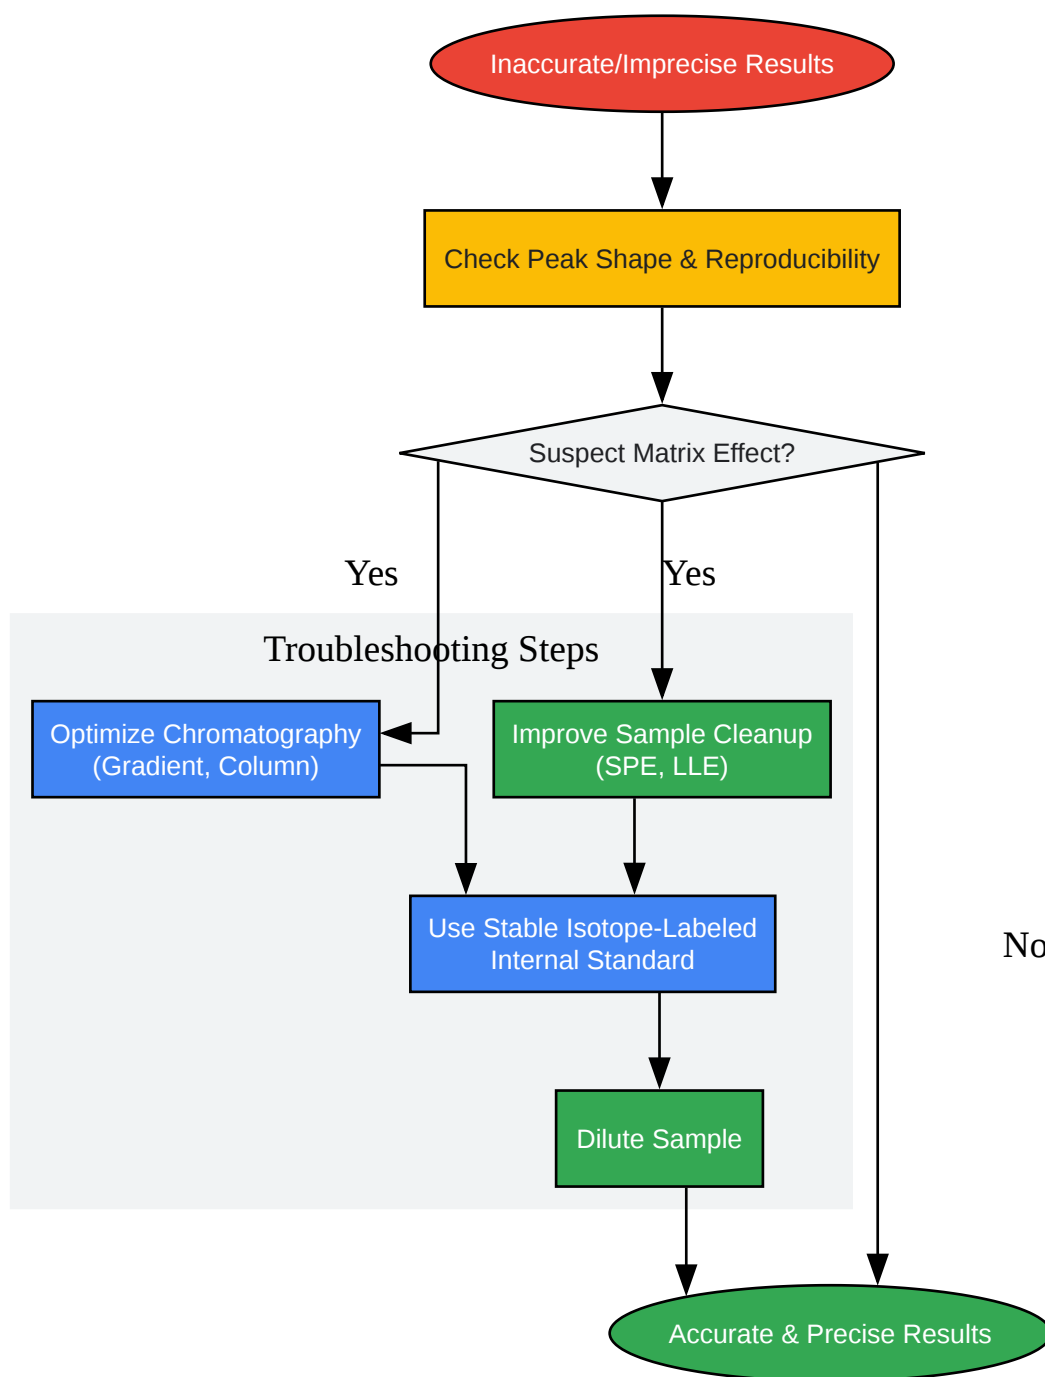 Inaccurate/Imprecise Results
Check Peak Shape & Reproducibility
Suspect Matrix Effect?
Yes
Yes
Troubleshooting Steps
Optimize Chromatography
(Gradient, Column)
Improve Sample Cleanup
(SPE, LLE)
Use Stable Isotope-Labeled
Internal Standard
No
Dilute Sample
Accurate & Precise Results